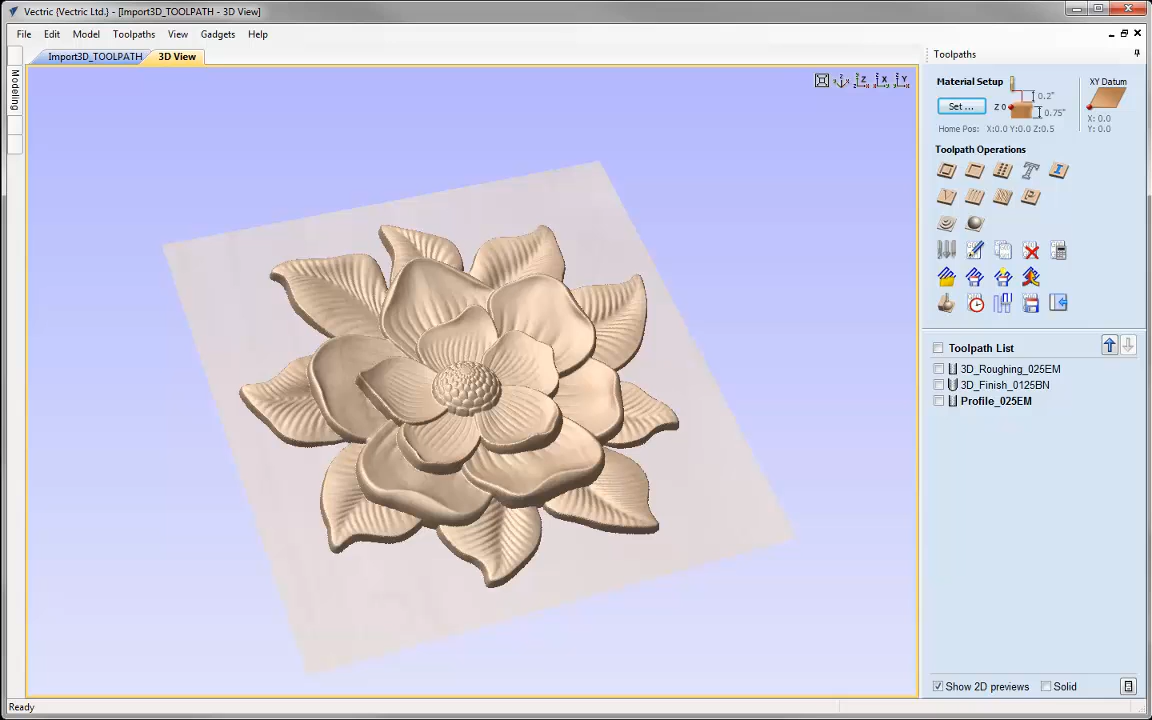 Vectric {Vectric Ltd.} - [Import3D_TOOLPATH - 3D View]
File Edit Model Toolpaths View Gadgets Help
Import3D_TOOLPATH 3D View
Modeling
Z X Y
Toolpaths
Material Setup
Set ...
Z 0
0.2"
0.75"
Home Pos: X:0.0 Y:0.0 Z:0.5
XY Datum
X: 0.0
Y: 0.0
Toolpath Operations
Toolpath List
3D_Roughing_025EM
3D_Finish_0125BN
Profile_025EM
Show 2D previews Solid
Ready